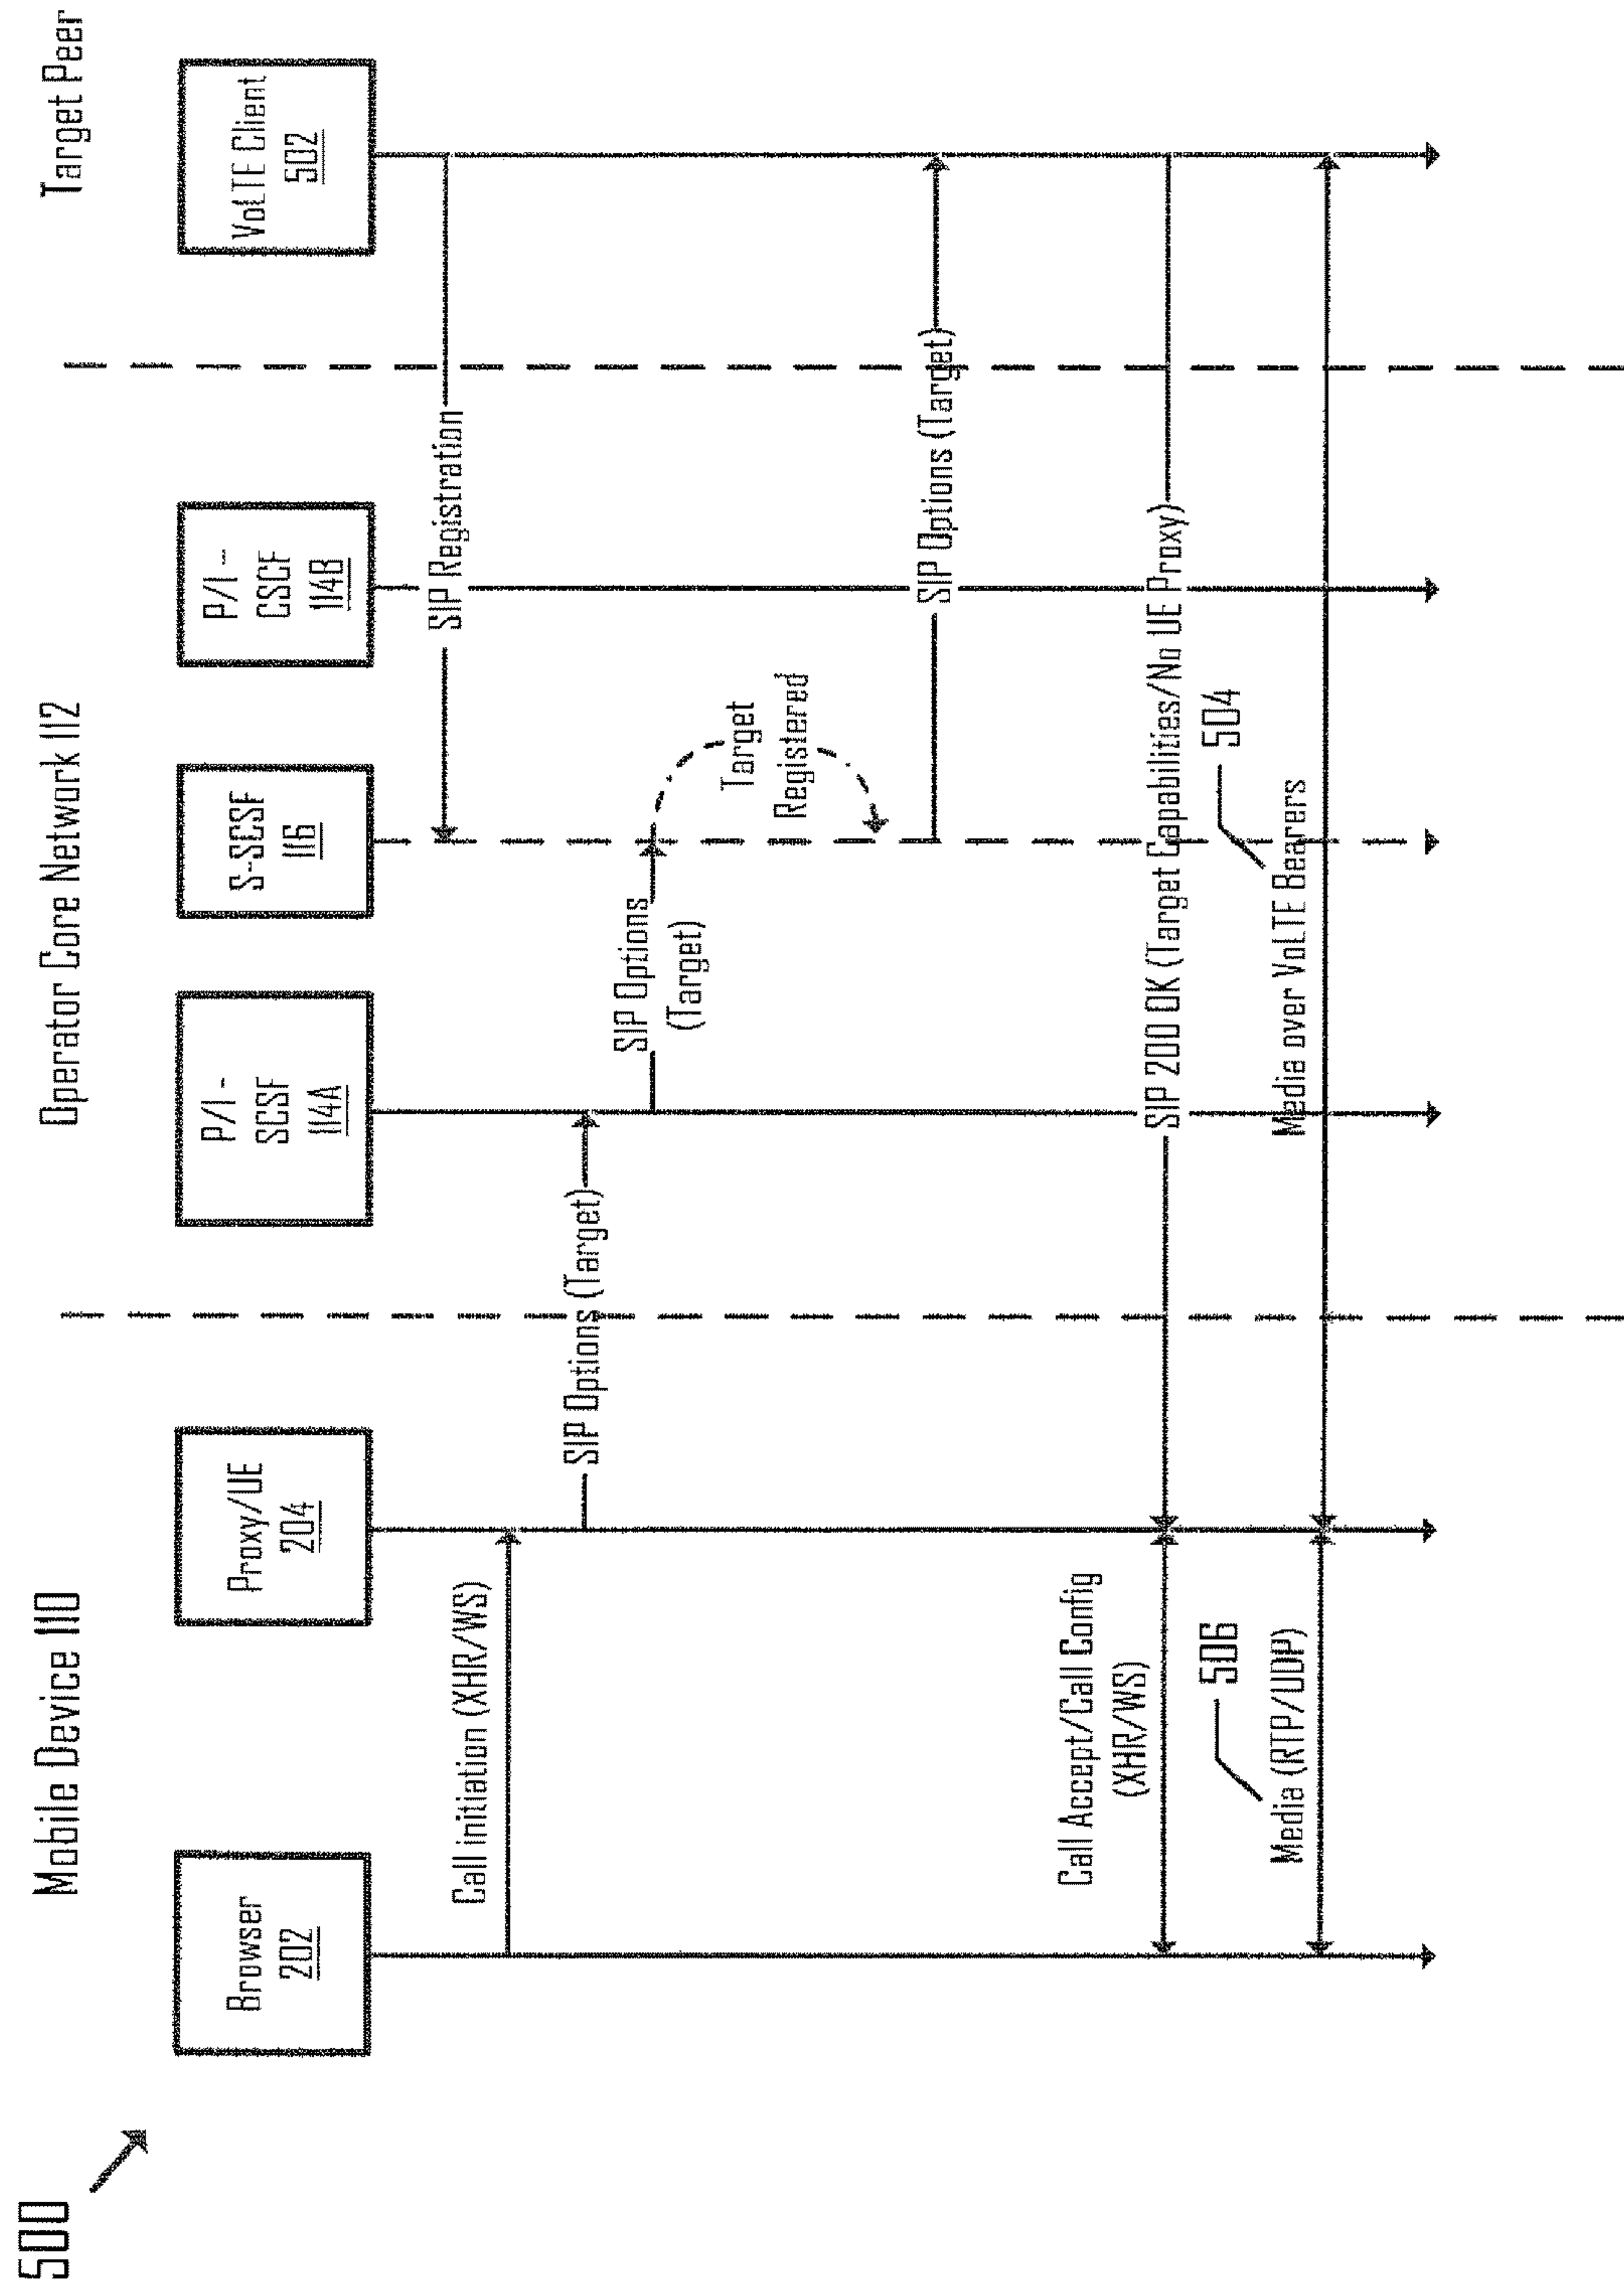 500
Mobile Device 110
Operator Core Network 112
Target Peer
Browser
202
Proxy/UE
204
P/I -
SCSF
114A
S-SCSF
116
P/I -
CSCF
114B
VoLTE Client
502
SIP Registration
Call initiation (XHR/WS)
SIP Options (Target)
SIP Options
(Target)
Target
Registered
SIP Options (Target)
Call Accept/Call Config
(XHR/WS)
SIP 200 OK (Target Capabilities/No UE Proxy)
506
Media (RTP/UDP)
504
Media over VoLTE Bearers